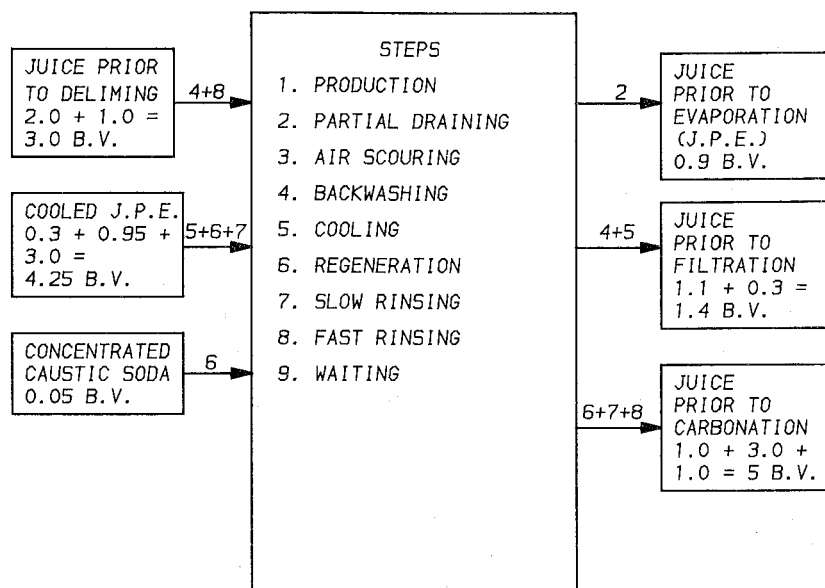 JUICE PRIOR
TO DELIMING
2.0 + 1.0 =
3.0 B.V.
4+8
COOLED J.P.E.
0.3 + 0.95 +
3.0 =
4.25 B.V.
5+6+7
CONCENTRATED
CAUSTIC SODA
0.05 B.V.
6
STEPS
1. PRODUCTION
2. PARTIAL DRAINING
3. AIR SCOURING
4. BACKWASHING
5. COOLING
6. REGENERATION
7. SLOW RINSING
8. FAST RINSING
9. WAITING
2
JUICE
PRIOR TO
EVAPORATION
(J.P.E.)
0.9 B.V.
4+5
JUICE
PRIOR TO
FILTRATION
1.1 + 0.3 =
1.4 B.V.
6+7+8
JUICE
PRIOR TO
CARBONATION
1.0 + 3.0 +
1.0 = 5 B.V.